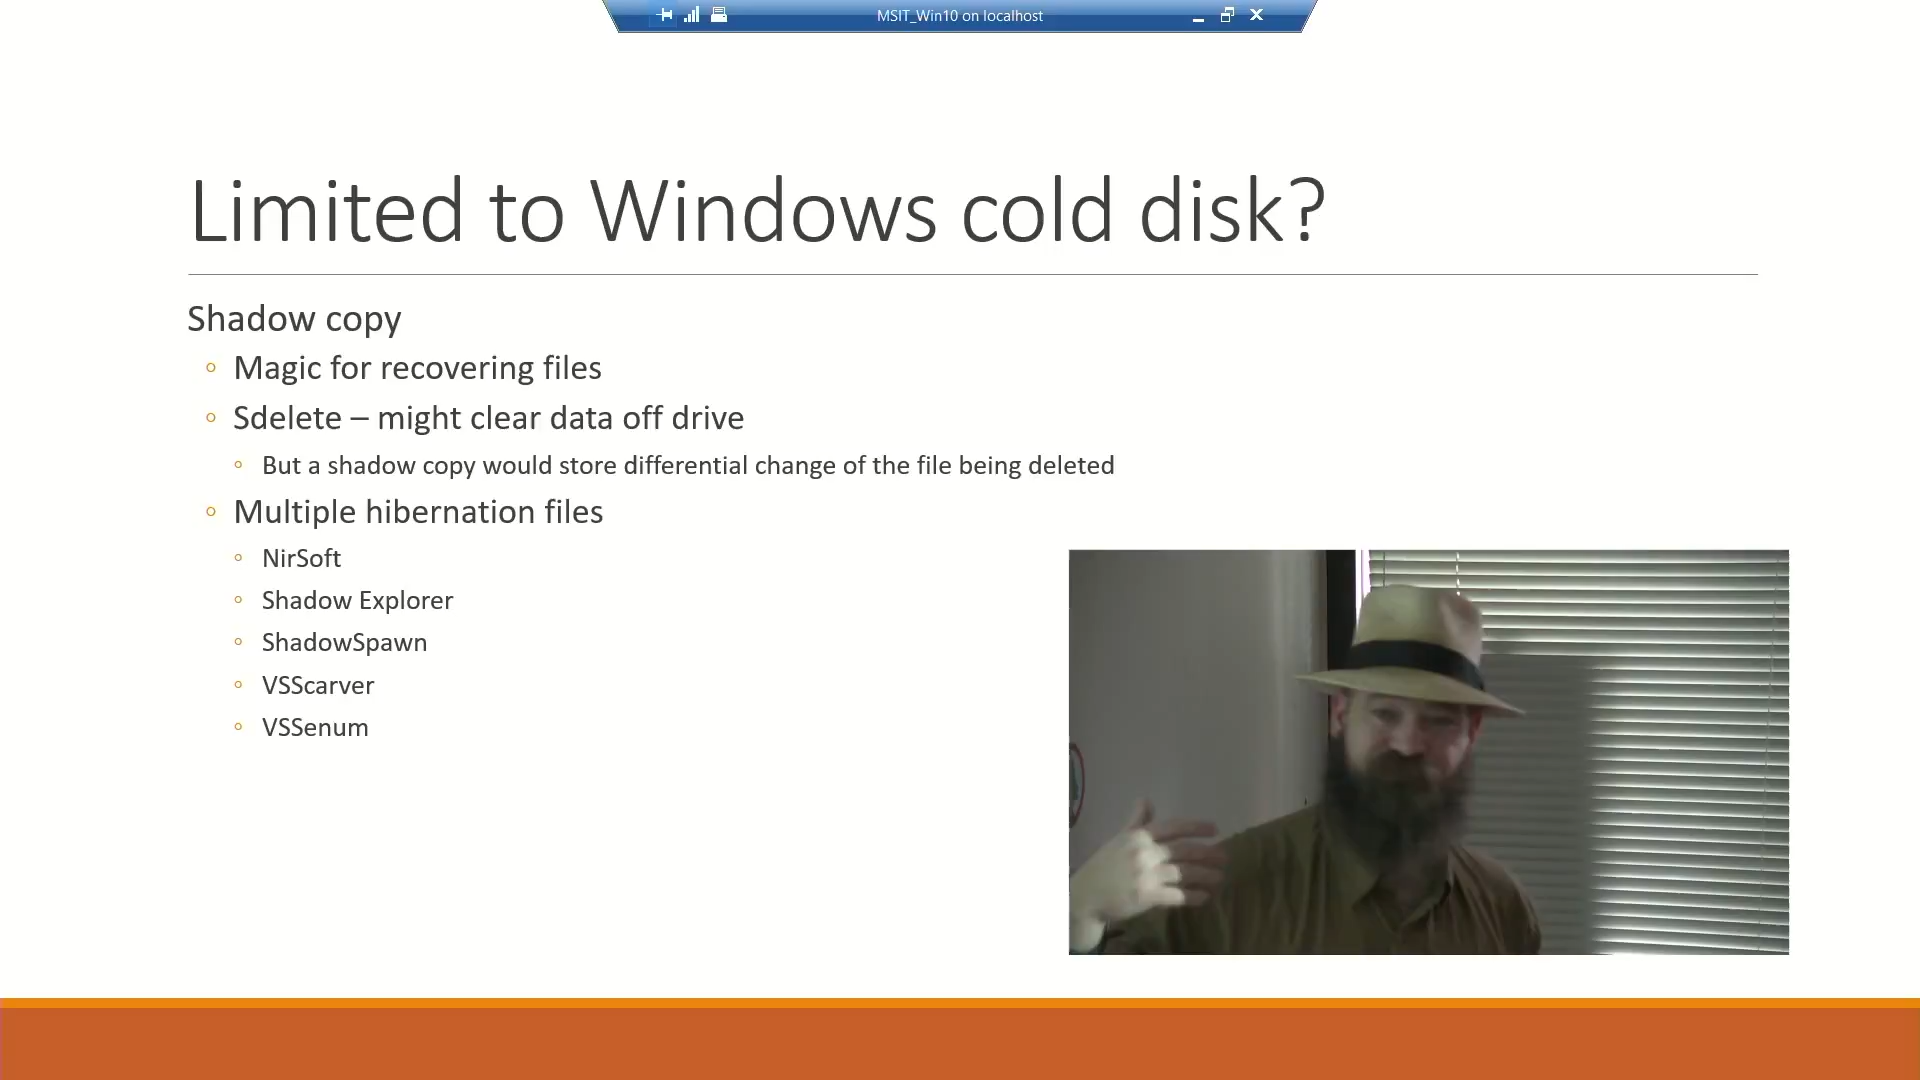 MSIT_Win10 on localhost
Limited to Windows cold disk?
Shadow copy
Magic for recovering files
Sdelete – might clear data off drive
But a shadow copy would store differential change of the file being deleted
Multiple hibernation files
NirSoft
Shadow Explorer
ShadowSpawn
VSScarver
VSSenum